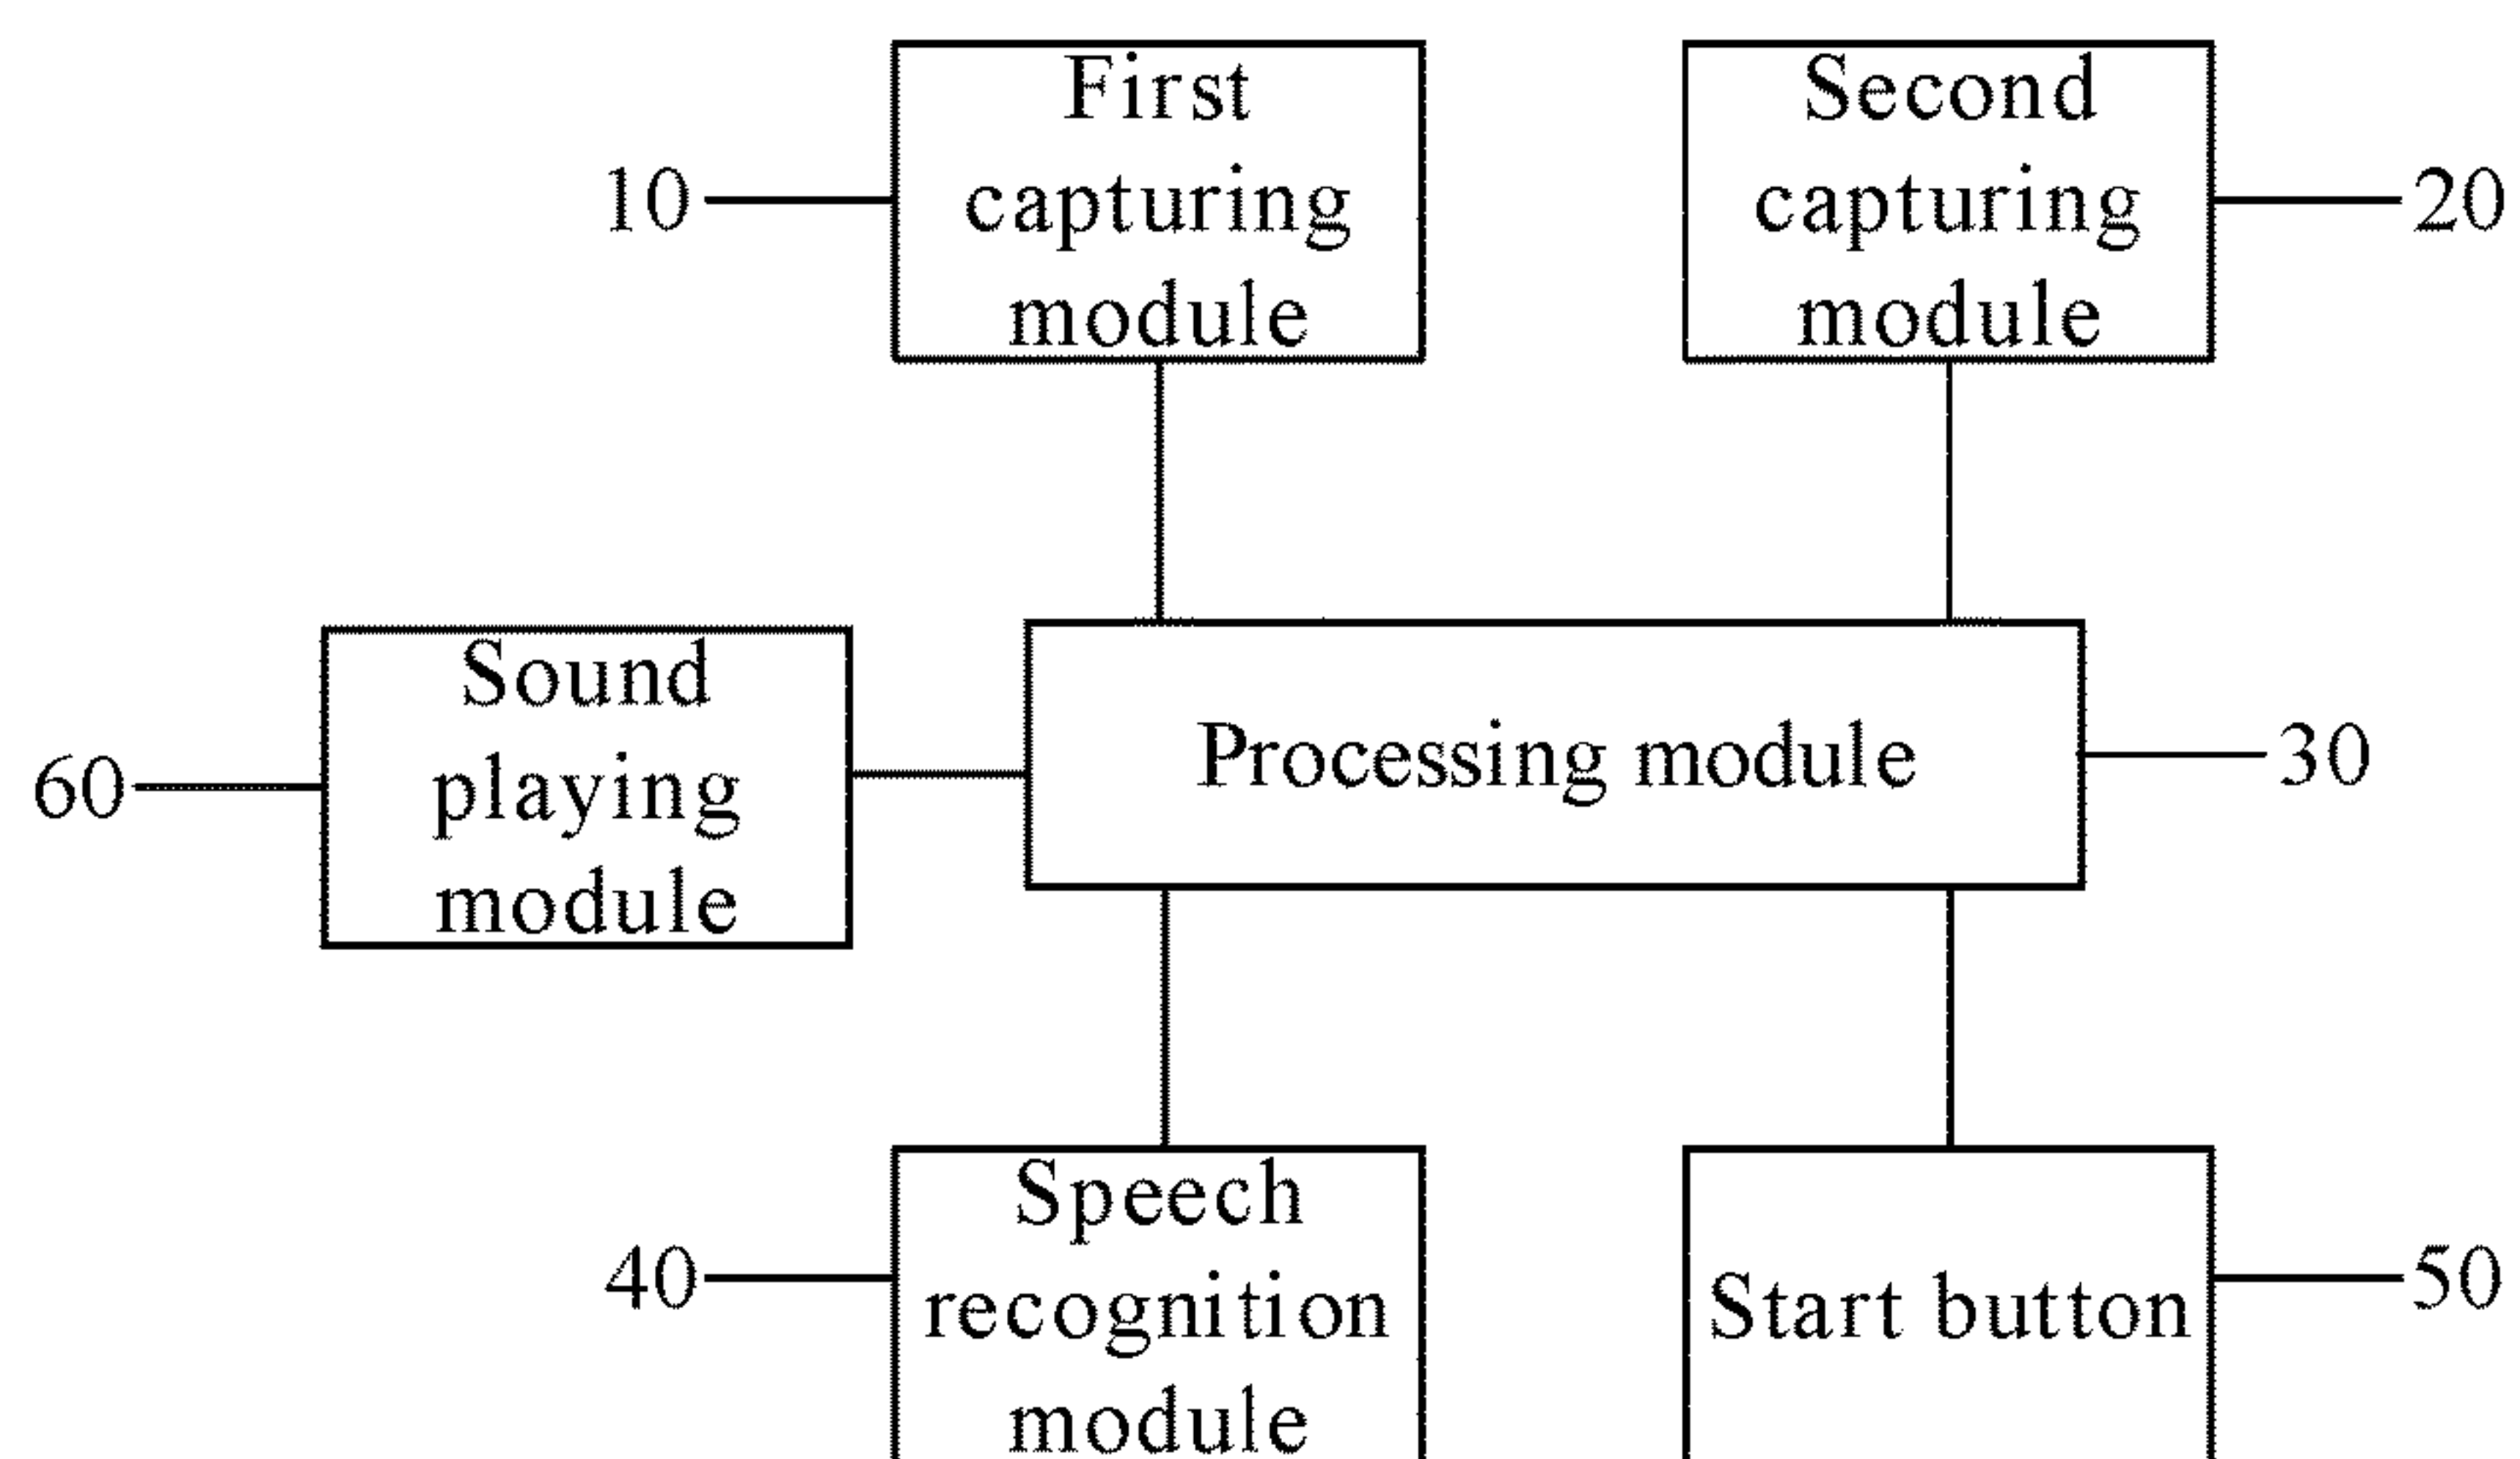 First
capturing
module
10
Second
capturing
module
20
Sound
playing
module
60
Processing module
30
Speech
recognition
module
40
Start button
50